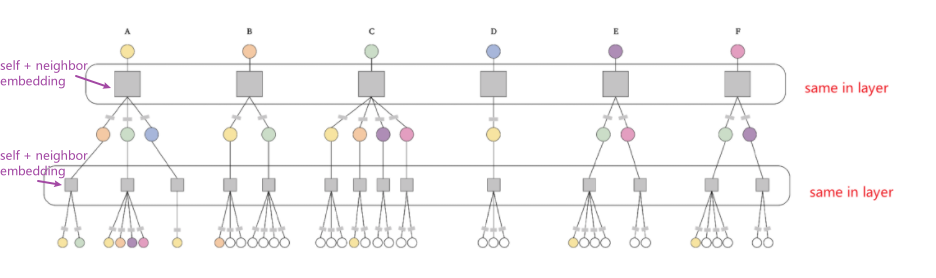 A B C D E F
self + neighbor
embedding
same in layer
self + neighbor
embedding
same in layer